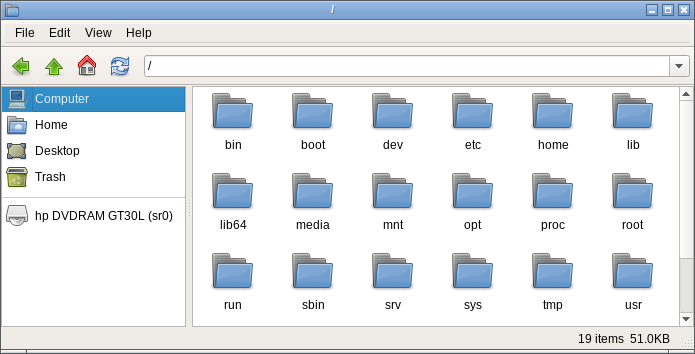 /
File Edit View Help
/
Computer
Home
Desktop
Trash
hp DVDRAM GT30L (sr0)
bin boot dev etc home lib
lib64 media mnt opt proc root
run sbin srv sys tmp usr
19 items 51.0KB